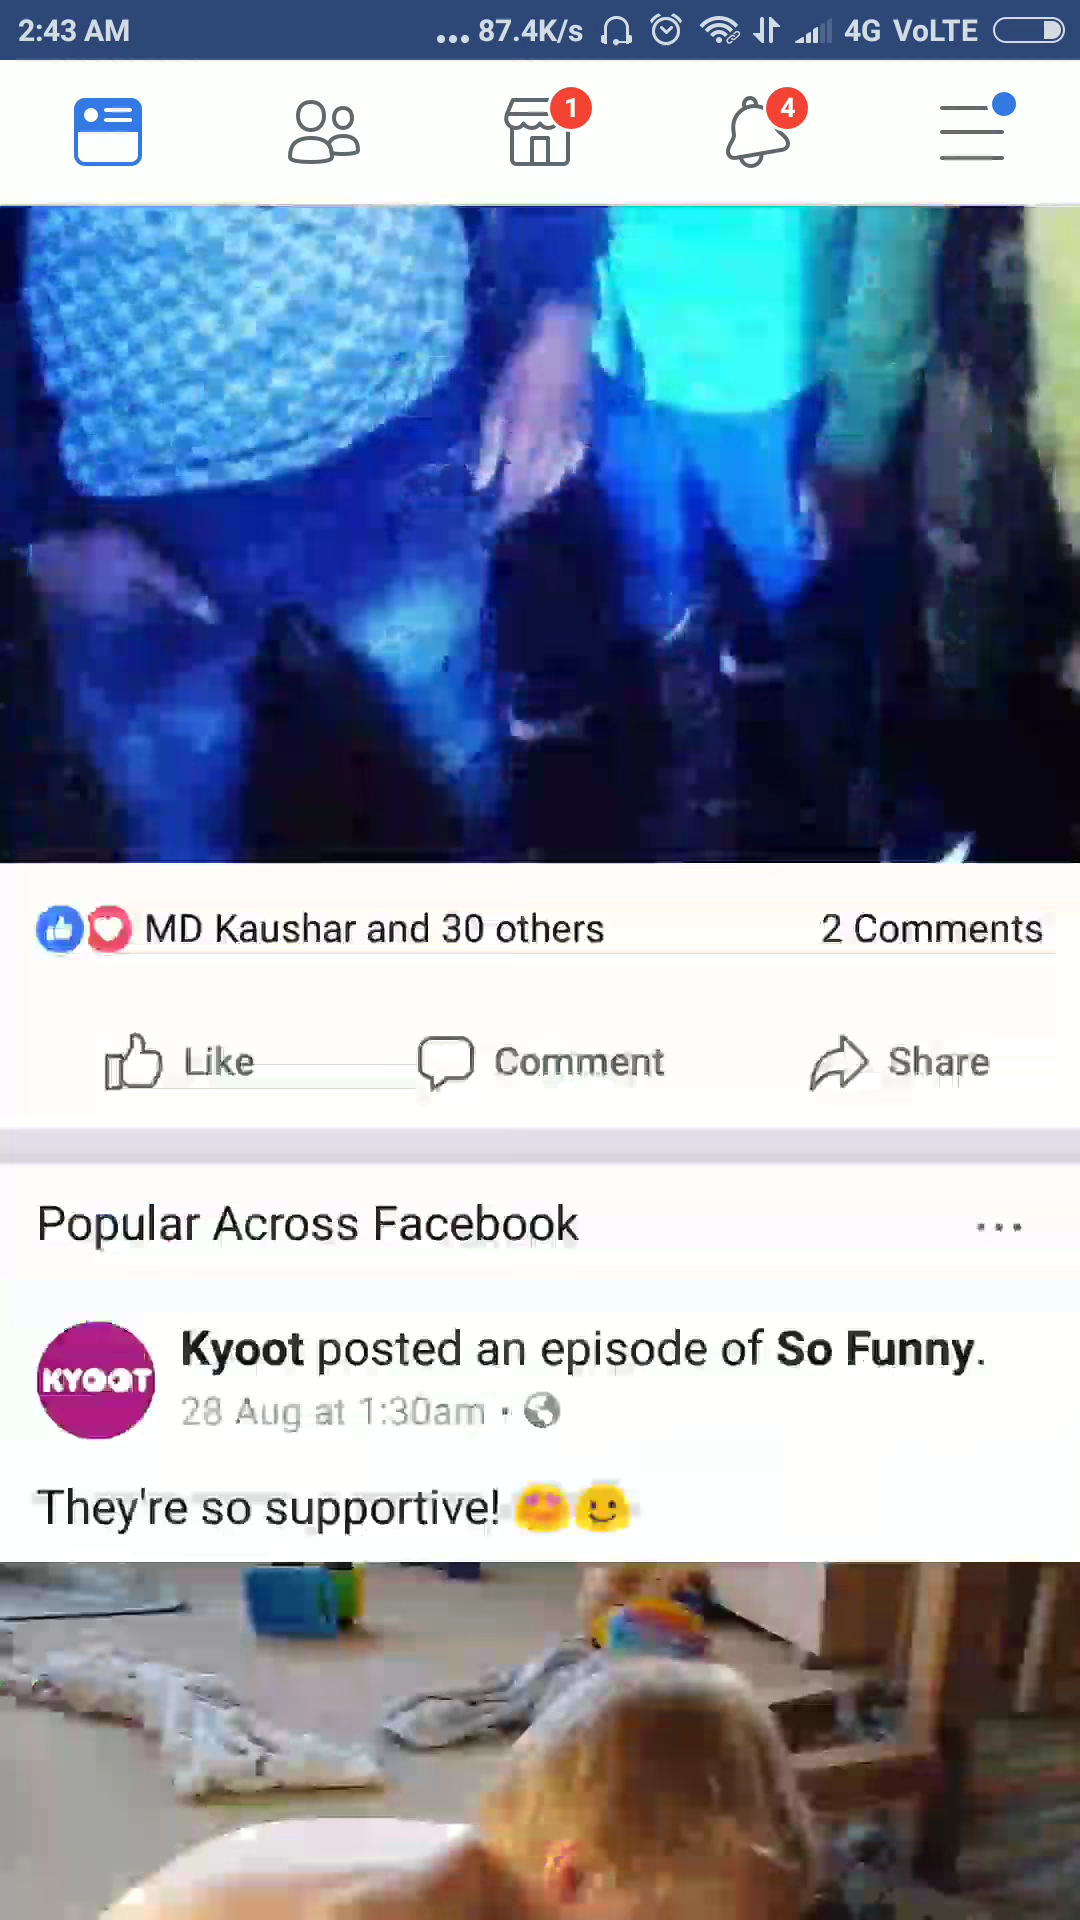 2:43 AM ... 87.4K/s 4G VoLTE
1 4
MD Kaushar and 30 others 2 Comments
Like Comment Share
Popular Across Facebook ...
KYOOT
Kyoot posted an episode of So Funny.
28 Aug at 1:30am ·
They're so supportive! 😍🙂